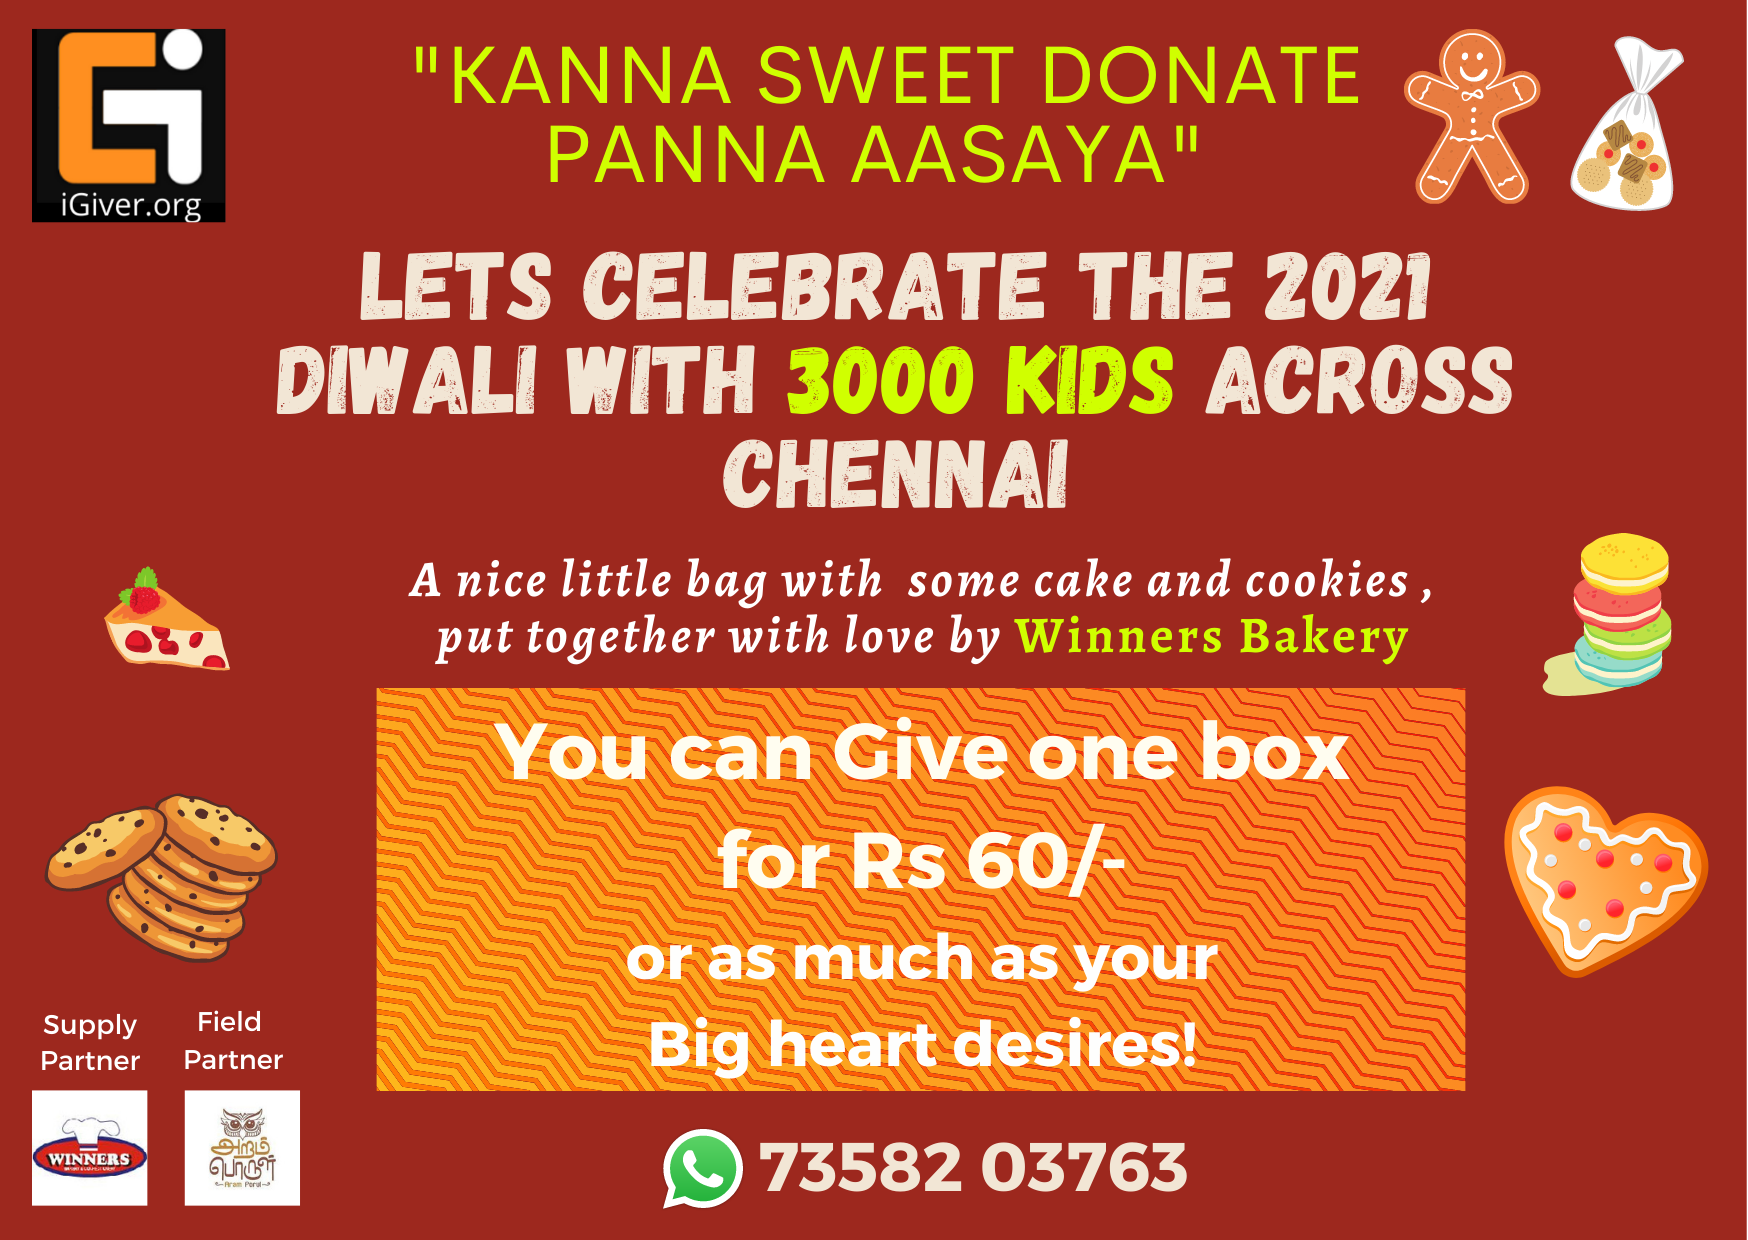 iGiver.org
"KANNA SWEET DONATE
PANNA AASAYA"
LETS CELEBRATE THE 2021
DIWALI WITH 3000 KIDS ACROSS
CHENNAI
A nice little bag with some cake and cookies ,
put together with love by Winners Bakery
You can Give one box
for Rs 60/-
or as much as your
Big heart desires!
Supply
Partner
Field
Partner
WINNERS
அறம்
பொருள்
Aram Porul
73582 03763